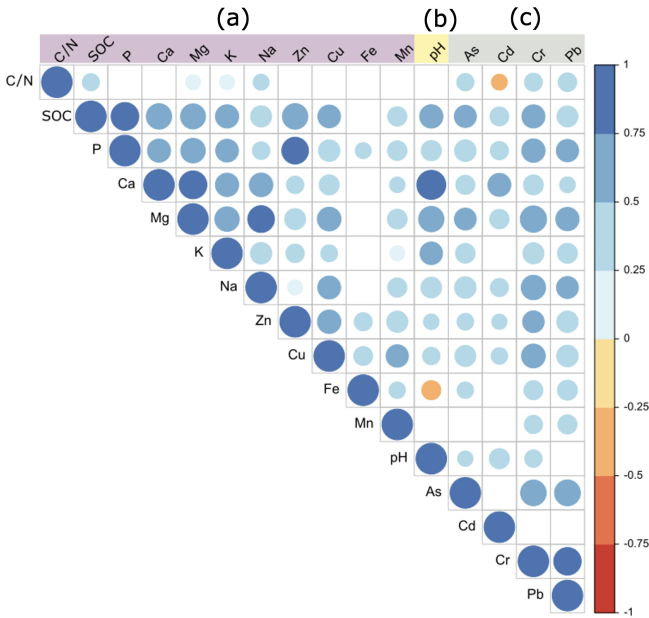 (a) (b) (c)
C/N SOC P Ca Mg K Na Zn Cu Fe Mn pH As Cd Cr Pb
C/N
SOC
P
Ca
Mg
K
Na
Zn
Cu
Fe
Mn
pH
As
Cd
Cr
Pb
1
0.75
0.5
0.25
0
-0.25
-0.5
-0.75
-1